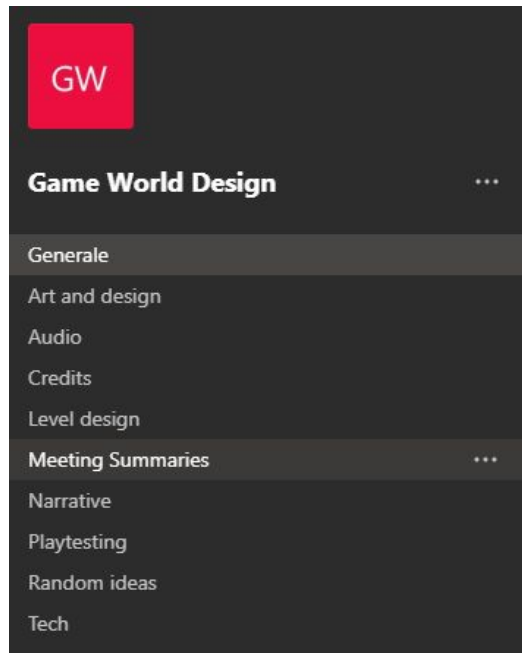 GW
Game World Design
Generale
Art and design
Audio
Credits
Level design
Meeting Summaries
Narrative
Playtesting
Random ideas
Tech